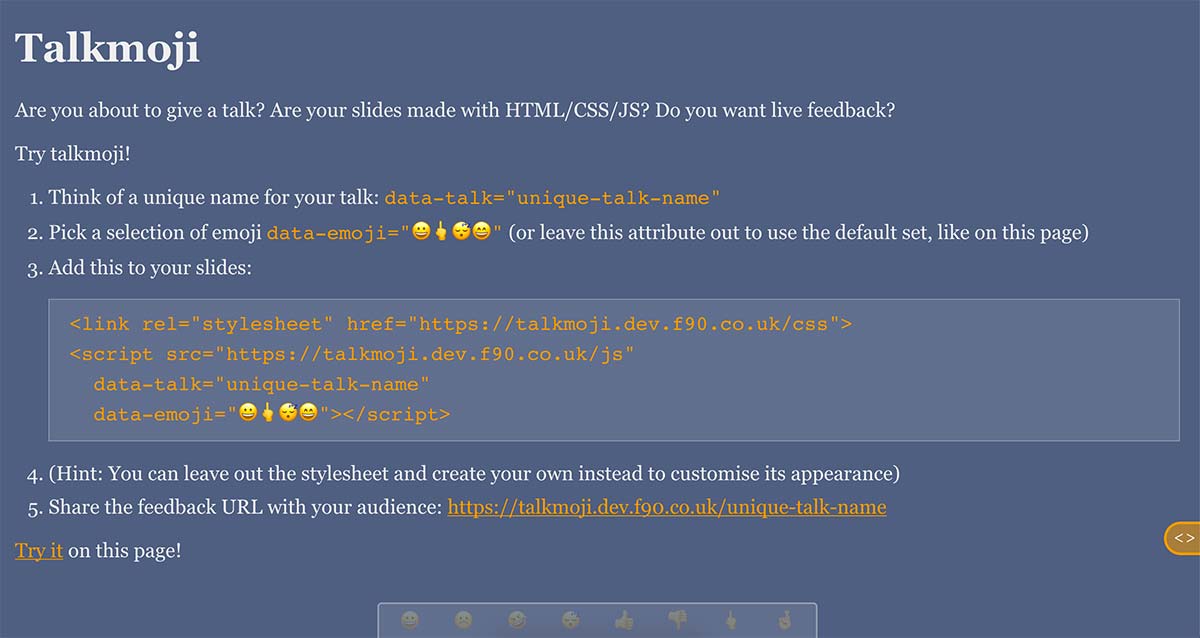 Talkmoji
Are you about to give a talk? Are your slides made with HTML/CSS/JS? Do you want live feedback?
Try talkmoji!
1. Think of a unique name for your talk: data-talk="unique-talk-name"
2. Pick a selection of emoji data-emoji="😀🖕😴😄" (or leave this attribute out to use the default set, like on this page)
3. Add this to your slides:
<link rel="stylesheet" href="https://talkmoji.dev.f90.co.uk/css">
<script src="https://talkmoji.dev.f90.co.uk/js"
data-talk="unique-talk-name"
data-emoji="😀🖕😴😄"></script>
4. (Hint: You can leave out the stylesheet and create your own instead to customise its appearance)
5. Share the feedback URL with your audience: https://talkmoji.dev.f90.co.uk/unique-talk-name
<>
Try it on this page!